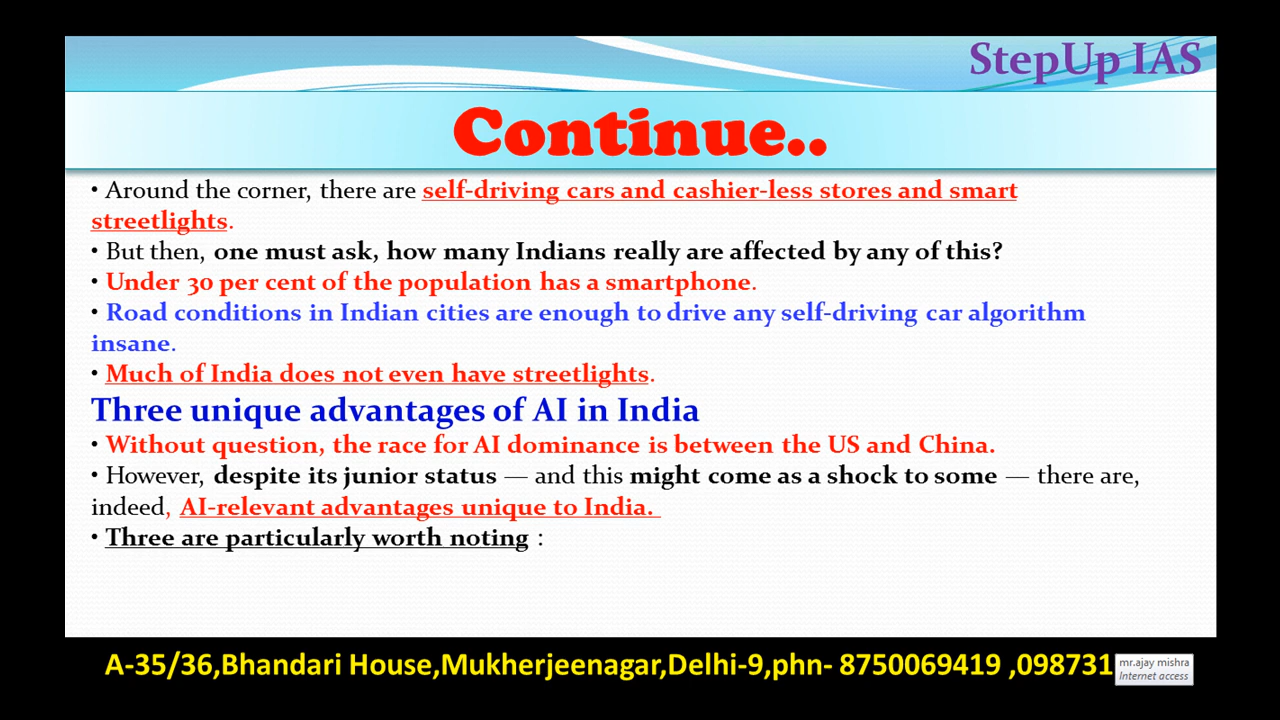 StepUp IAS
Continue..
• Around the corner, there are self-driving cars and cashier-less stores and smart
streetlights.
• But then, one must ask, how many Indians really are affected by any of this?
• Under 30 per cent of the population has a smartphone.
• Road conditions in Indian cities are enough to drive any self-driving car algorithm
insane.
• Much of India does not even have streetlights.
Three unique advantages of AI in India
• Without question, the race for AI dominance is between the US and China.
• However, despite its junior status — and this might come as a shock to some — there are,
indeed, AI-relevant advantages unique to India.
• Three are particularly worth noting :
A-35/36,Bhandari House,Mukherjeenagar,Delhi-9,phn- 8750069419 ,098731
mr.ajay mishra
Internet access